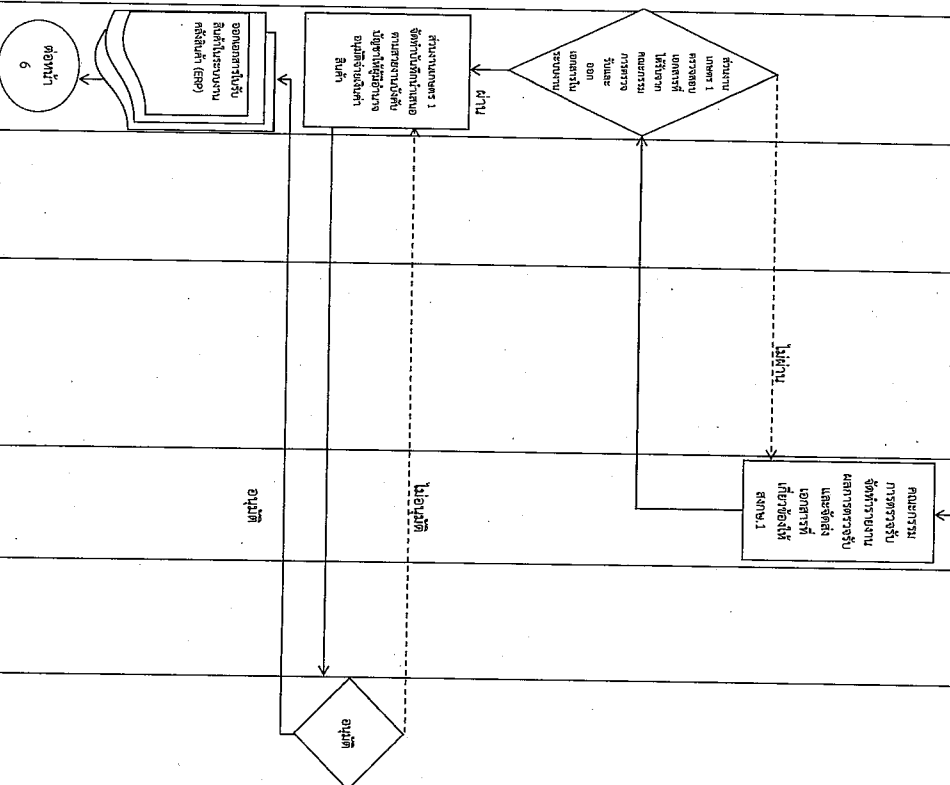 คณะกรรม
การตรวจรับ
จัดทำรายงาน
ผลการตรวจรับ
และจัดส่ง
เอกสารที่
เกี่ยวข้องให้
สงกษ.1
ไม่ผ่าน
ส่วนงาน
เกษตร 1
ตรวจสอบ
เอกสารที่
ได้รับจาก
คณะกรรม
การตรวจ
รับและ
ออก
เอกสารใน
ระบบงาน
ผ่าน
ส่วนงานเกษตร 1
จัดทำบันทึกนำเสนอ
ตามสายงานบังคับ
บัญชาให้ผู้มีอำนาจ
อนุมัติจ่ายเงินค่า
สินค้า
ไม่อนุมัติ
อนุมัติ
อนุมัติ
ออกเอกสารใบรับ
สินค้าในระบบงาน
คลังสินค้า (ERP)
ต่อหน้า
6